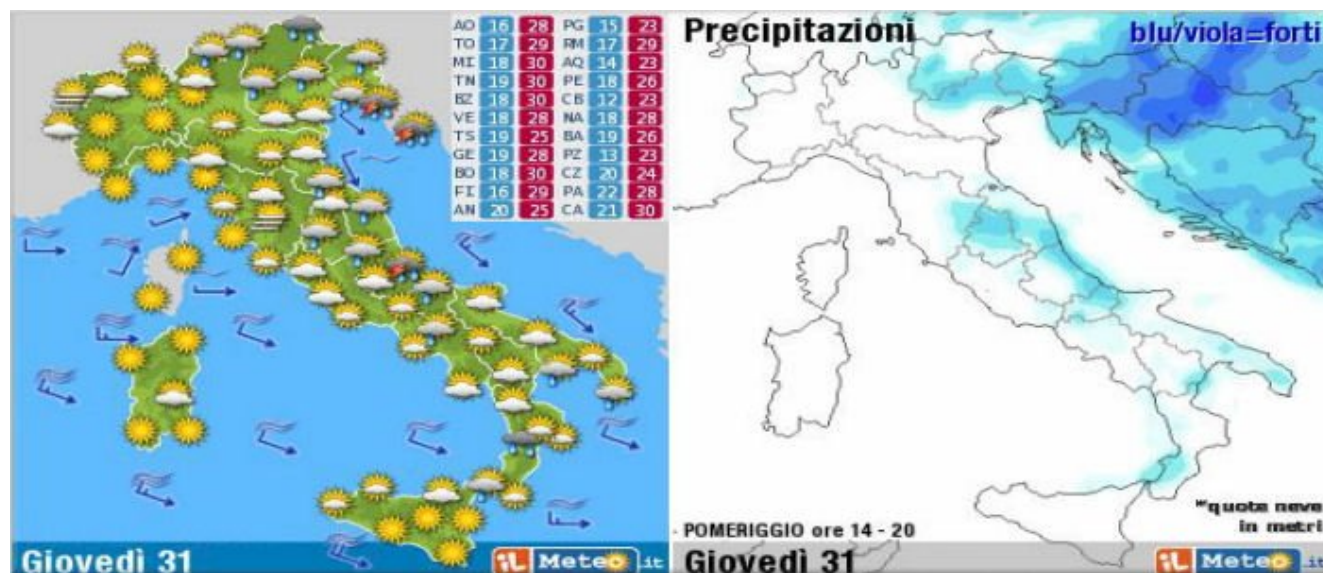 AO 16 28 PG 15 23
TO 17 29 RM 17 29
MI 18 30 AQ 14 23
TN 19 30 PE 18 26
BZ 18 30 CB 12 23
VE 18 28 NA 18 28
TS 19 25 BA 19 26
GE 19 28 PZ 13 23
BO 18 30 CZ 20 24
FI 16 29 PA 22 28
AN 20 25 CA 21 30
Giovedì 31
iL Meteo.it
Precipitazioni
blu/viola=forti
- POMERIGGIO ore 14 - 20
*quota neve
in metri
Giovedì 31
iL Meteo.it